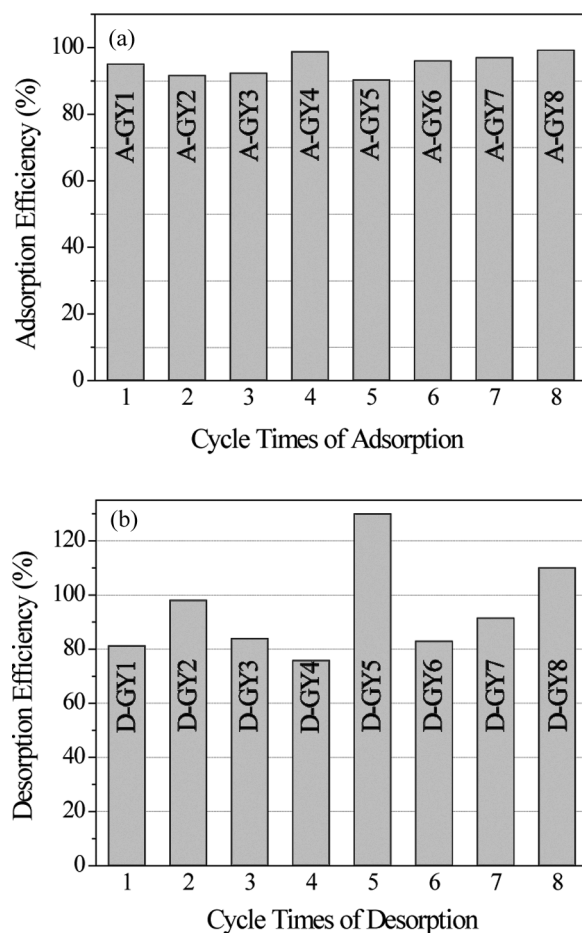 (a)
Adsorption Efficiency (%)
100
80
60
40
20
0
A-GY1
A-GY2
A-GY3
A-GY4
A-GY5
A-GY6
A-GY7
A-GY8
1 2 3 4 5 6 7 8
Cycle Times of Adsorption
(b)
Desorption Efficiency (%)
120
100
80
60
40
20
0
D-GY1
D-GY2
D-GY3
D-GY4
D-GY5
D-GY6
D-GY7
D-GY8
1 2 3 4 5 6 7 8
Cycle Times of Desorption